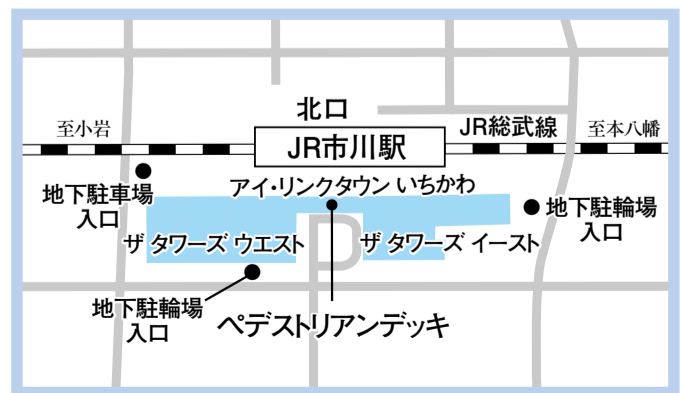 北口
至小岩
JR市川駅
JR総武線
至本八幡
地下駐車場
入口
アイ・リンクタウン いちかわ
ザ タワーズ ウエスト
ザ タワーズ イースト
地下駐輪場
入口
地下駐輪場
入口
ペデストリアンデッキ